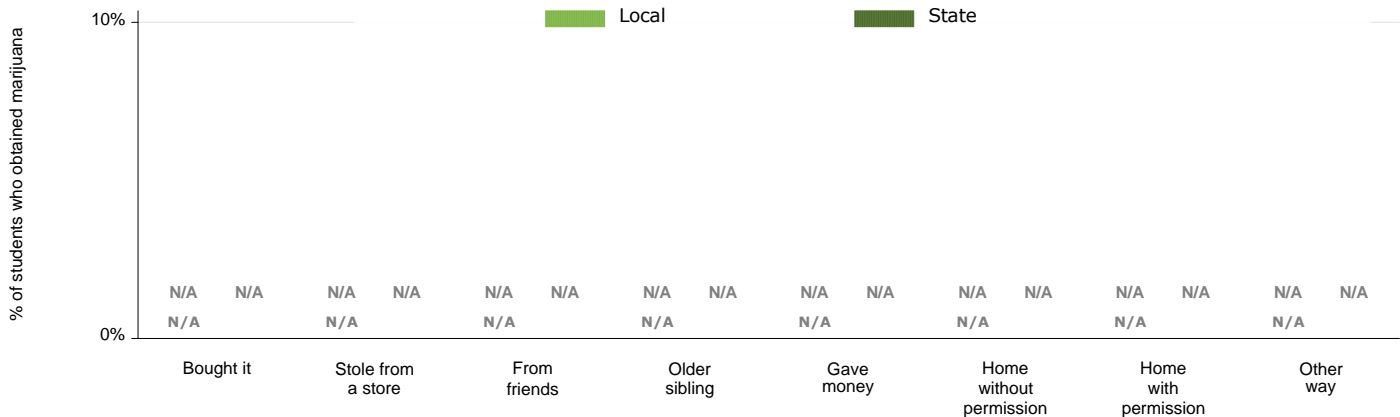 % of students who obtained marijuana
10%
Local State
N/A N/A N/A N/A N/A N/A N/A N/A N/A N/A N/A N/A N/A N/A N/A N/A
N/A N/A N/A N/A N/A N/A N/A N/A
0%
Bought it
Stole from
a store
From
friends
Older
sibling
Gave
money
Home
without
permission
Home
with
permission
Other
way